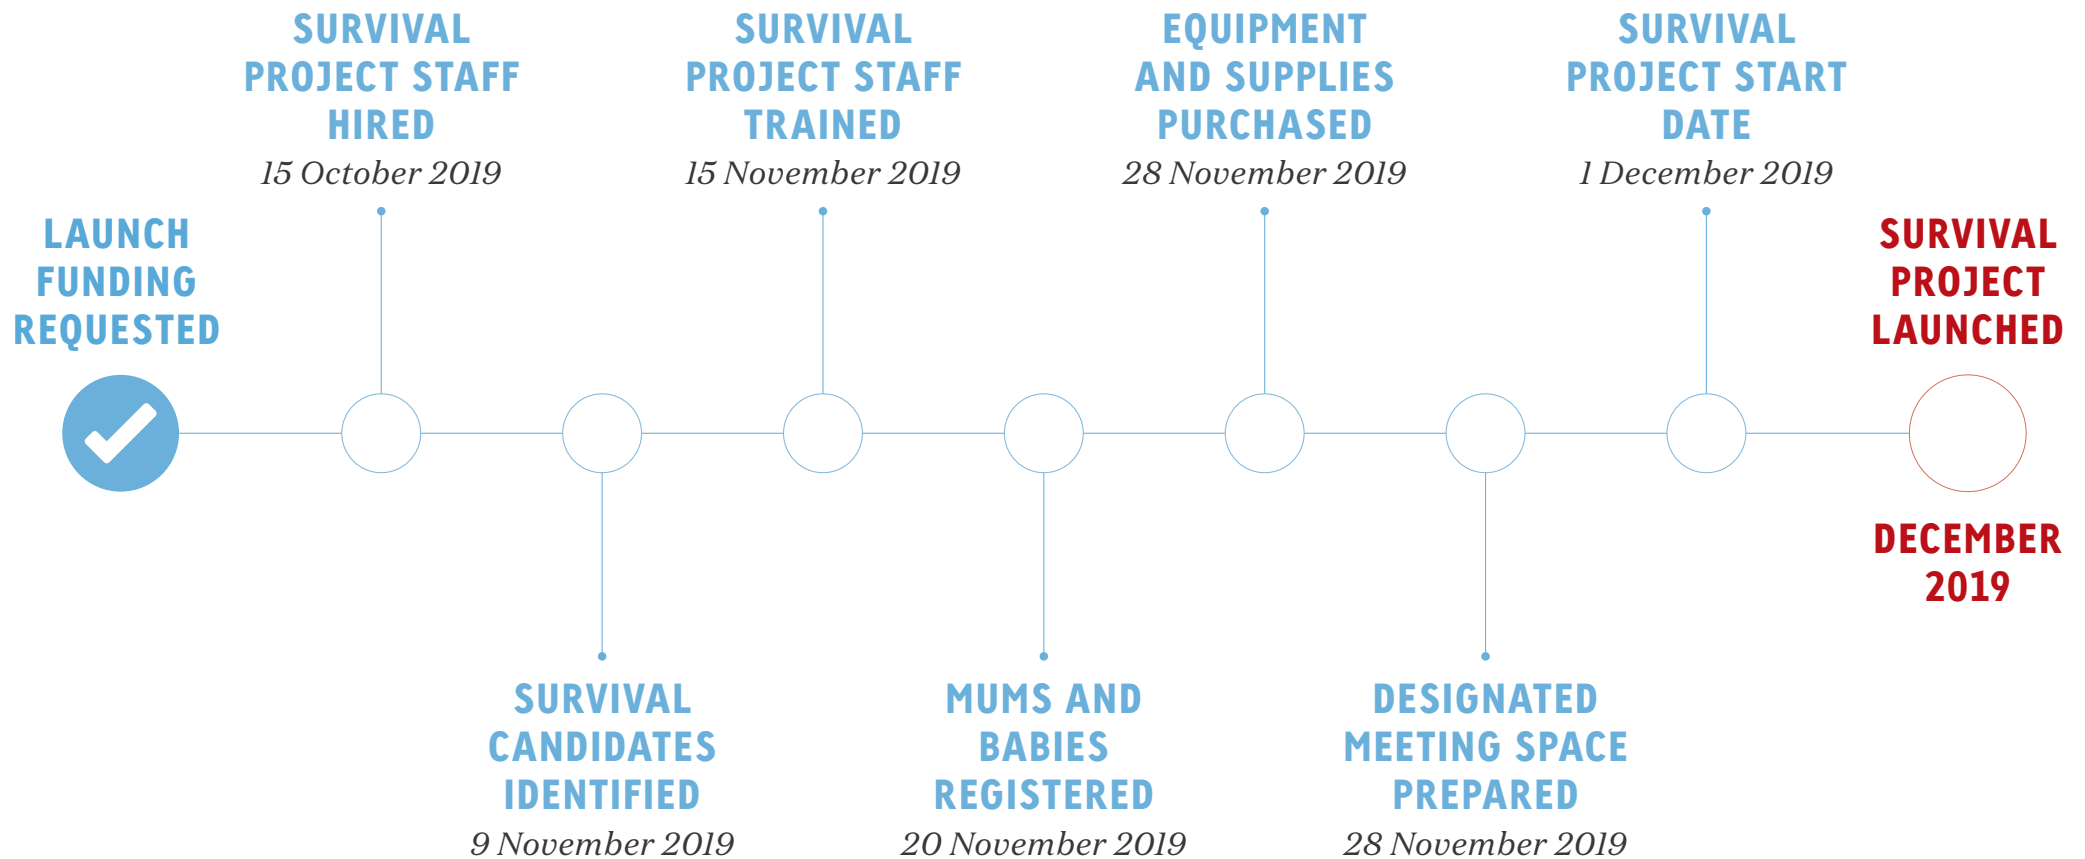 LAUNCH
FUNDING
REQUESTED
SURVIVAL
PROJECT STAFF
HIRED
15 October 2019
SURVIVAL
CANDIDATES
IDENTIFIED
9 November 2019
SURVIVAL
PROJECT STAFF
TRAINED
15 November 2019
MUMS AND
BABIES
REGISTERED
20 November 2019
EQUIPMENT
AND SUPPLIES
PURCHASED
28 November 2019
DESIGNATED
MEETING SPACE
PREPARED
28 November 2019
SURVIVAL
PROJECT START
DATE
1 December 2019
SURVIVAL
PROJECT
LAUNCHED
DECEMBER
2019